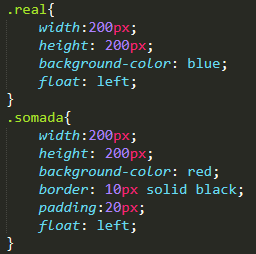 .real{
    width:200px;
    height: 200px;
    background-color: blue;
    float: left;
}
.somada{
    width:200px;
    height: 200px;
    background-color: red;
    border: 10px solid black;
    padding:20px;
    float: left;
}